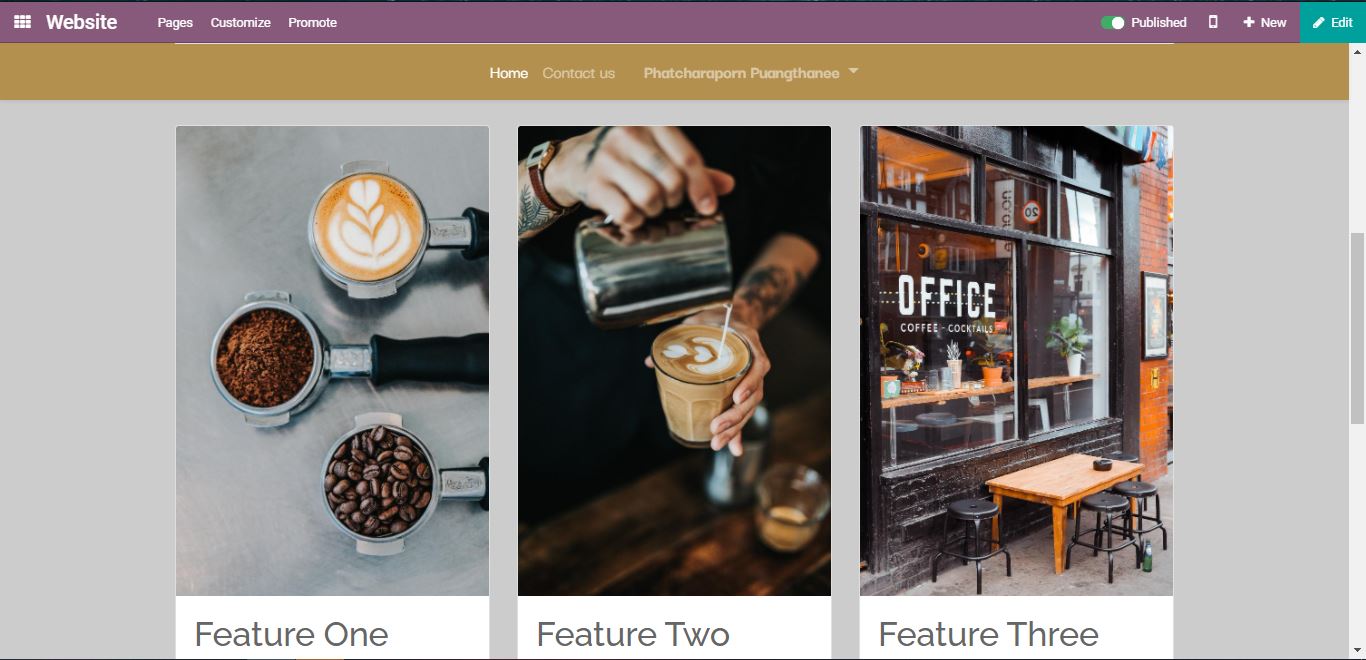 Website Pages Customize Promote Published New Edit
Home Contact us Phatcharaporn Puangthanee
20
OFFICE
COFFEE - COCKTAILS
Feature One Feature Two Feature Three